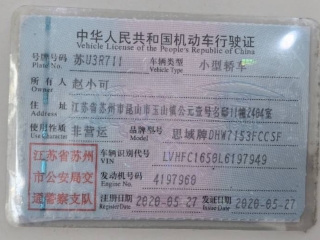 中华人民共和国机动车行驶证
Vehicle License of the People's Republic of China
号牌号码 苏U3R711 车辆类型 小型轿车
Plate No. Vehicle Type
所有人 赵小可
Owner
住址 江苏省苏州市昆山市玉山镇公元壹号名邸11幢2404室
Address
使用性质 非营运 品牌型号 思域牌DHW7153FCCSF
Use Character Model
江苏省苏州
市公安局交
通警察支队
车辆识别代号 LVHFC1650L6197949
VIN
发动机号码 4197960
Engine No.
注册日期 2020-05-27 发证日期 2020-05-27
Register Date Issue Date